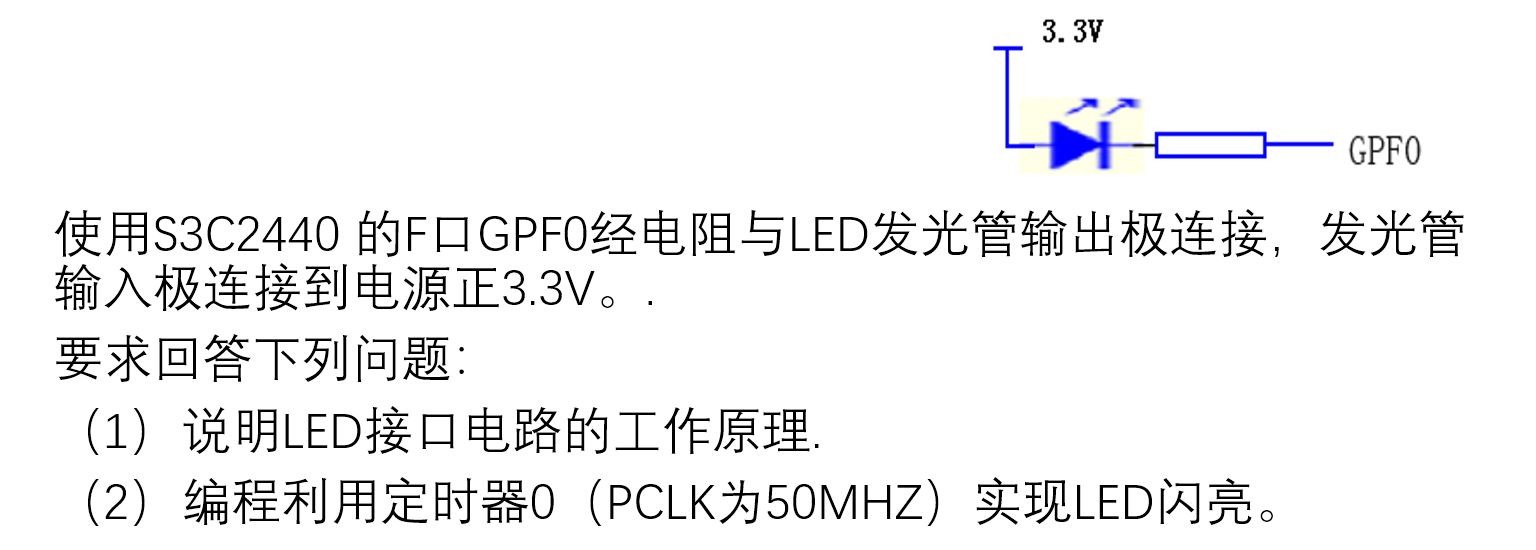 3.3V
GPF0
使用S3C2440 的F口GPF0经电阻与LED发光管输出极连接，发光管
输入极连接到电源正3.3V。.
要求回答下列问题：
（1） 说明LED接口电路的工作原理.
（2） 编程利用定时器0（PCLK为50MHZ）实现LED闪亮。